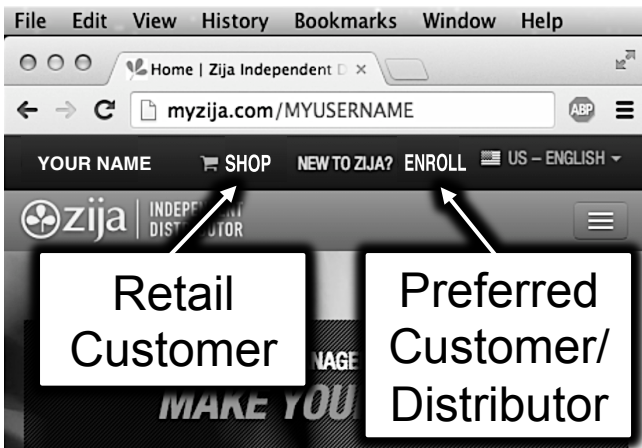 File Edit View History Bookmarks Window Help
Home | Zija Independent D ×
myzija.com/MYUSERNAME ABP
YOUR NAME SHOP NEW TO ZIJA? ENROLL US – ENGLISH
zija INDEPENDENT
DISTRIBUTOR
Retail
Customer
Preferred
Customer/
Distributor
MAKE YOU